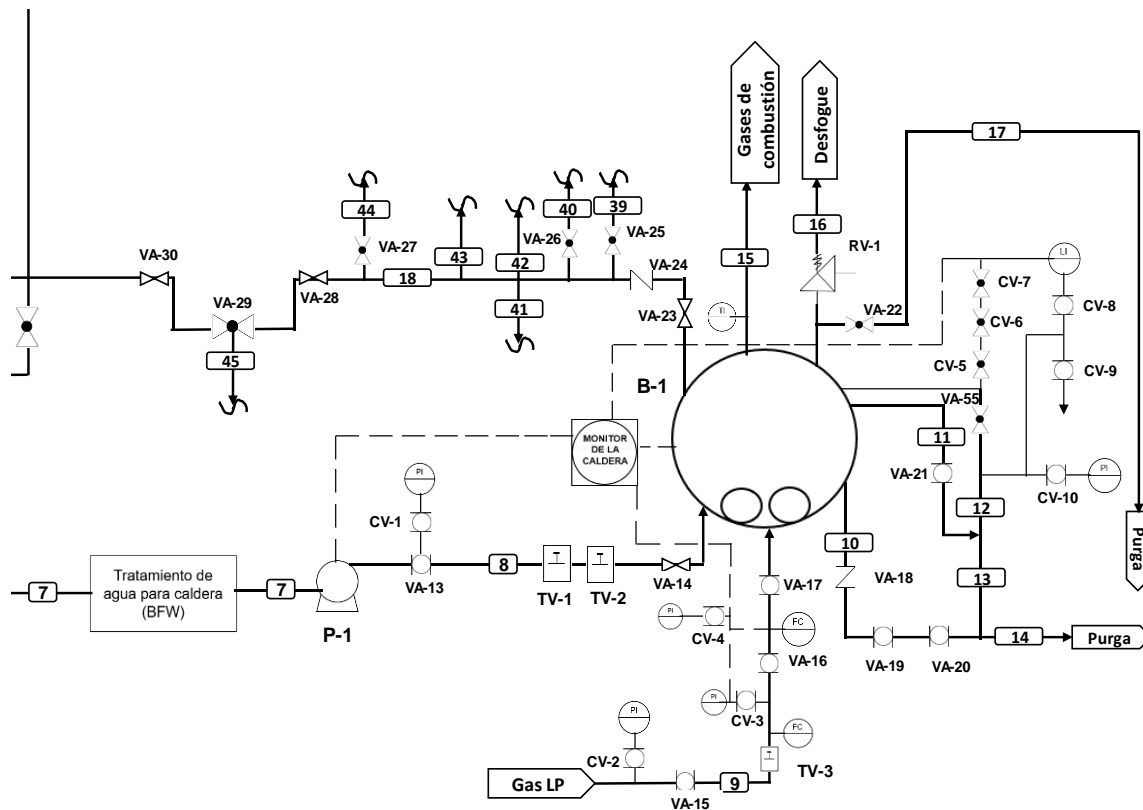 Gases de
combustión
Desfogue
17
44
40
39
16
VA-30
VA-27
43
42
VA-26
VA-25
15
RV-1
LI
CV-7
VA-29
VA-28
18
VA-24
TI
VA-22
CV-8
41
VA-23
CV-6
45
B-1
CV-5
CV-9
VA-55
MONITOR
DE LA
CALDERA
11
PI
VA-21
CV-10
PI
CV-1
12
Purga
10
8
VA-18
13
7
Tratamiento de
agua para caldera
(BFW)
7
VA-13
TV-1
TV-2
VA-14
VA-17
P-1
PI
CV-4
FC
VA-16
VA-19
VA-20
14
Purga
PI
CV-3
PI
FC
CV-2
TV-3
Gas LP
VA-15
9